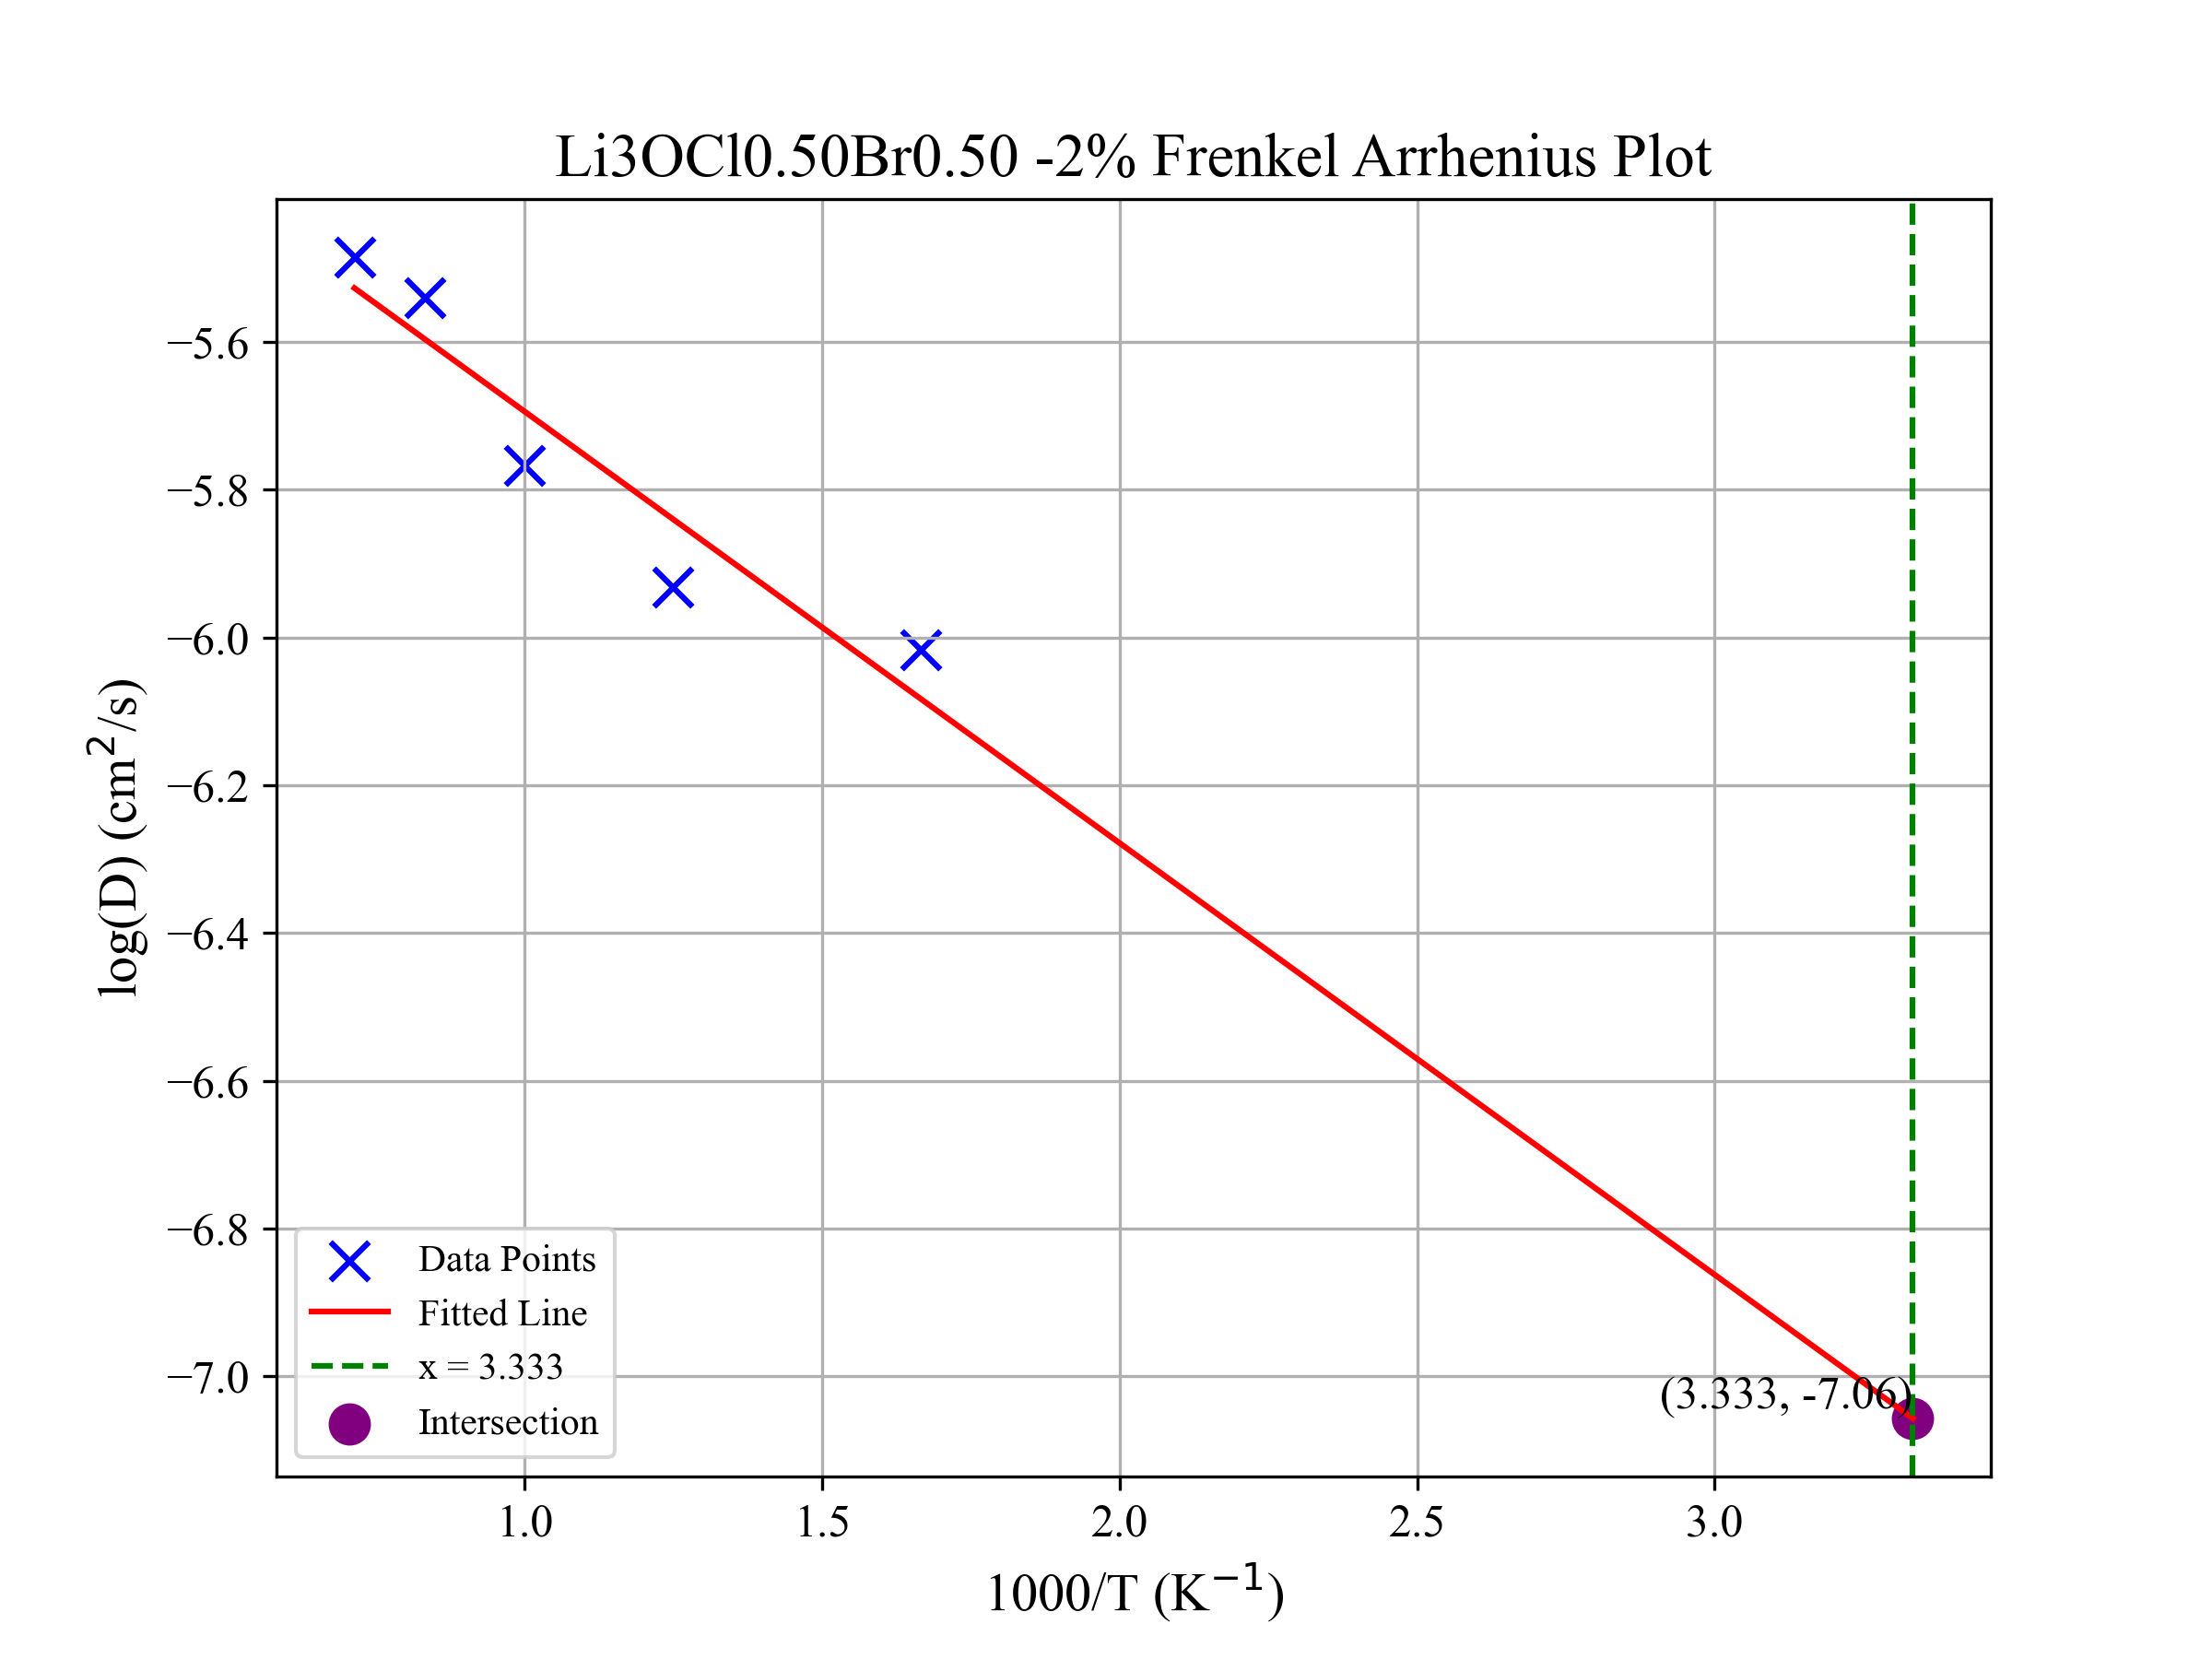 Li3OCl0.50Br0.50 -2% Frenkel Arrhenius Plot
log(D) (cm²/s)
−5.6
−5.8
−6.0
−6.2
−6.4
−6.6
−6.8
−7.0
Data Points
Fitted Line
x = 3.333
Intersection
(3.333, -7.06)
1.0 1.5 2.0 2.5 3.0
1000/T (K⁻¹)